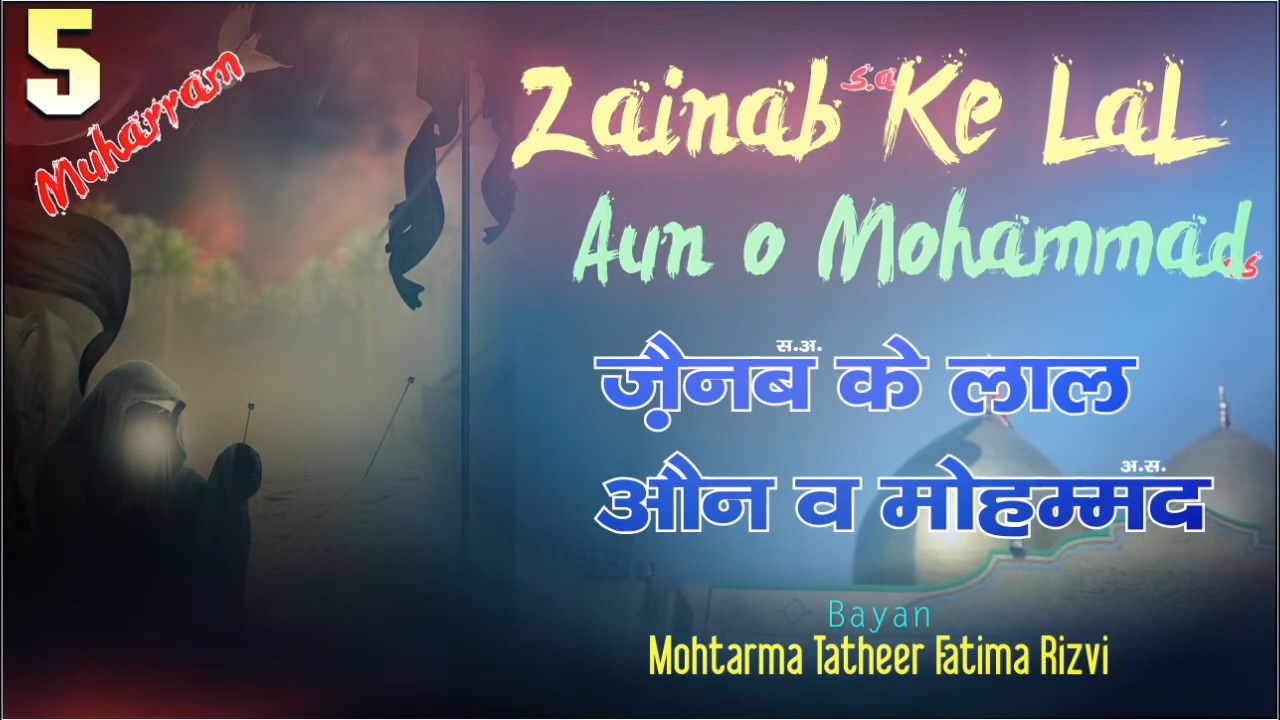 5
Muharram
Zainab s.a Ke Lal
Aun o Mohammad .s
ज़ैनब स.अ. के लाल
औन व मोहम्मद अ.स.
Bayan
Mohtarma Tatheer Fatima Rizvi